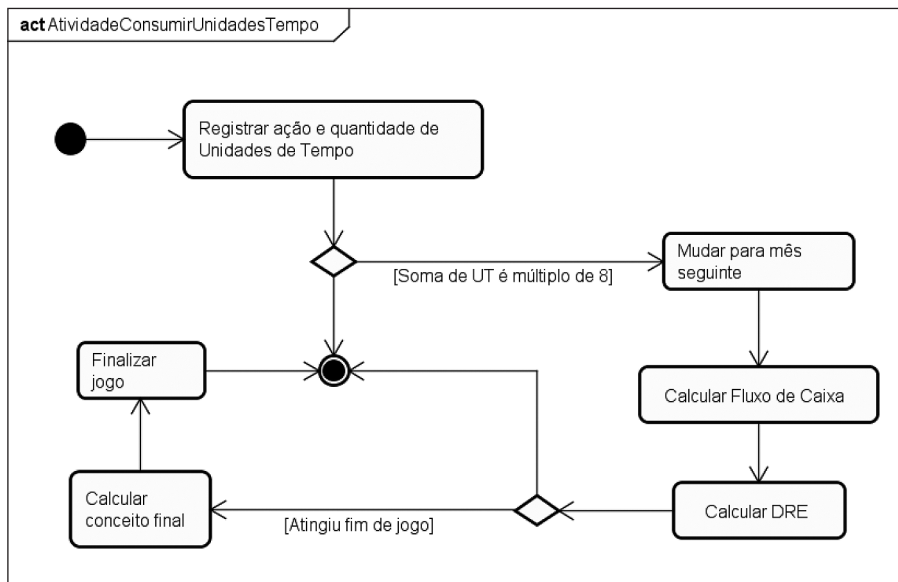 act AtividadeConsumirUnidadesTempo
Registrar ação e quantidade de
Unidades de Tempo
[Soma de UT é múltiplo de 8]
Mudar para mês
seguinte
Finalizar
jogo
Calcular Fluxo de Caixa
Calcular
conceito final
[Atingiu fim de jogo]
Calcular DRE